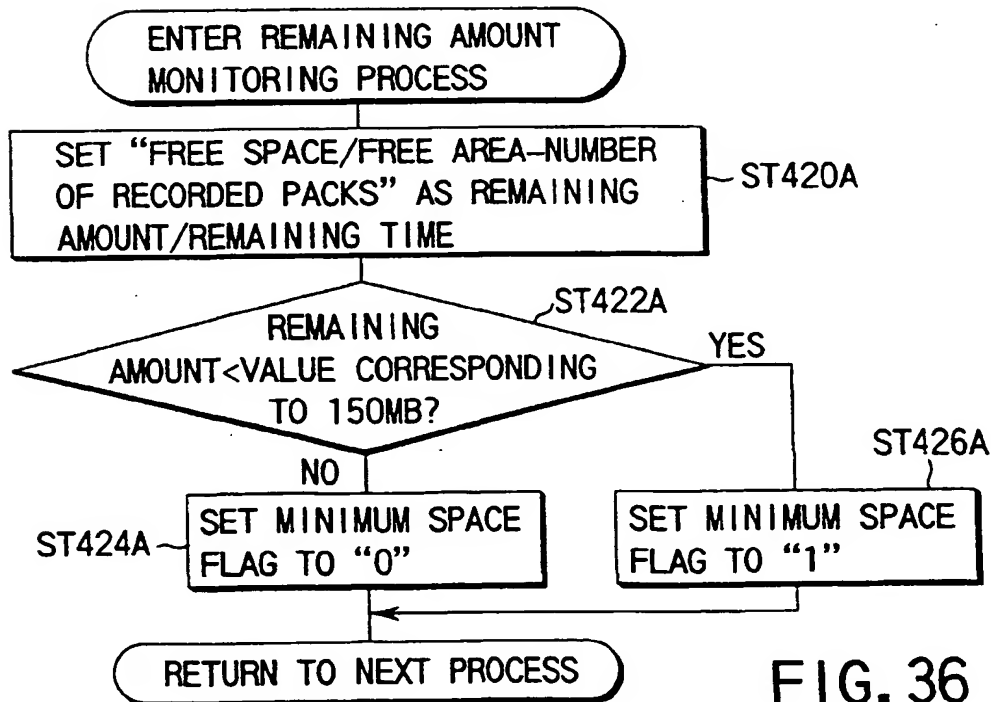 ENTER REMAINING AMOUNT
MONITORING PROCESS
SET “FREE SPACE/FREE AREA-NUMBER
OF RECORDED PACKS” AS REMAINING
AMOUNT/REMAINING TIME
ST420A
ST422A
REMAINING
AMOUNT<VALUE CORRESPONDING
TO 150MB?
YES
NO
ST426A
ST424A
SET MINIMUM SPACE
FLAG TO “0”
SET MINIMUM SPACE
FLAG TO “1”
RETURN TO NEXT PROCESS
FIG. 36